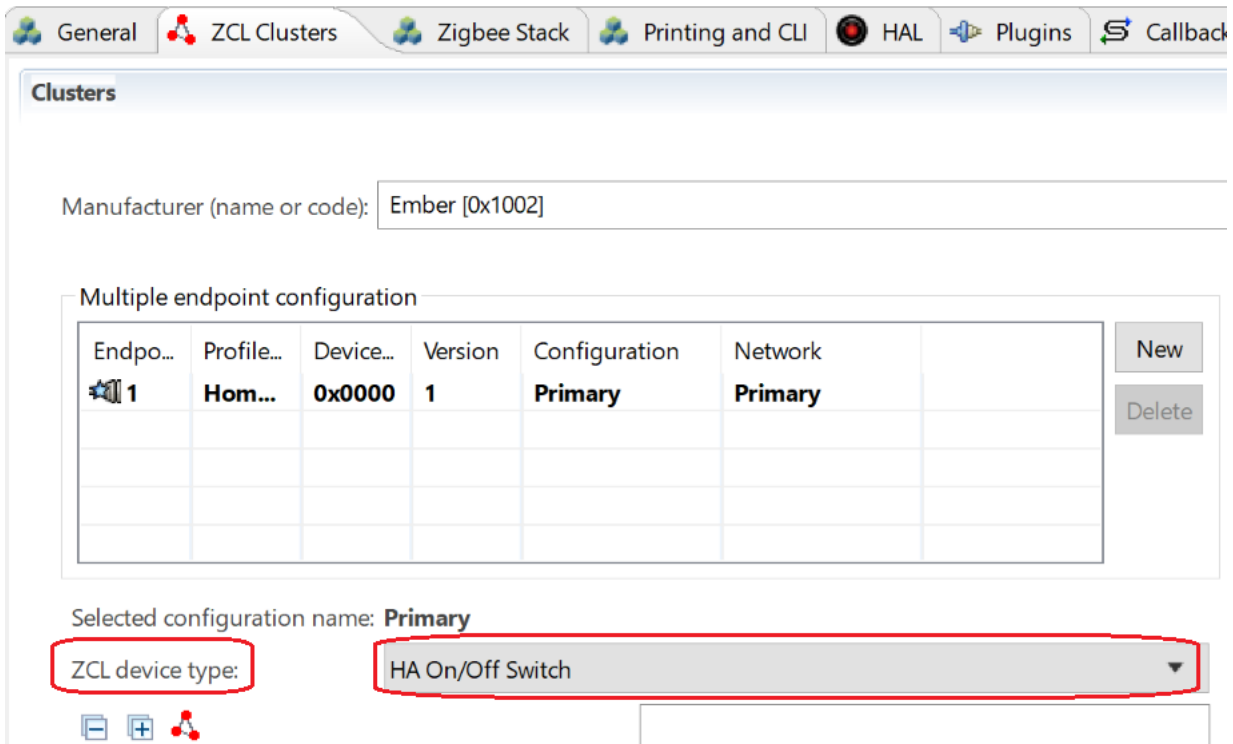 General ZCL Clusters Zigbee Stack Printing and CLI HAL Plugins Callback
Clusters
Manufacturer (name or code): Ember [0x1002]
Multiple endpoint configuration
Endpo... Profile... Device... Version Configuration Network
1 Hom... 0x0000 1 Primary Primary
New
Delete
Selected configuration name: Primary
ZCL device type: HA On/Off Switch